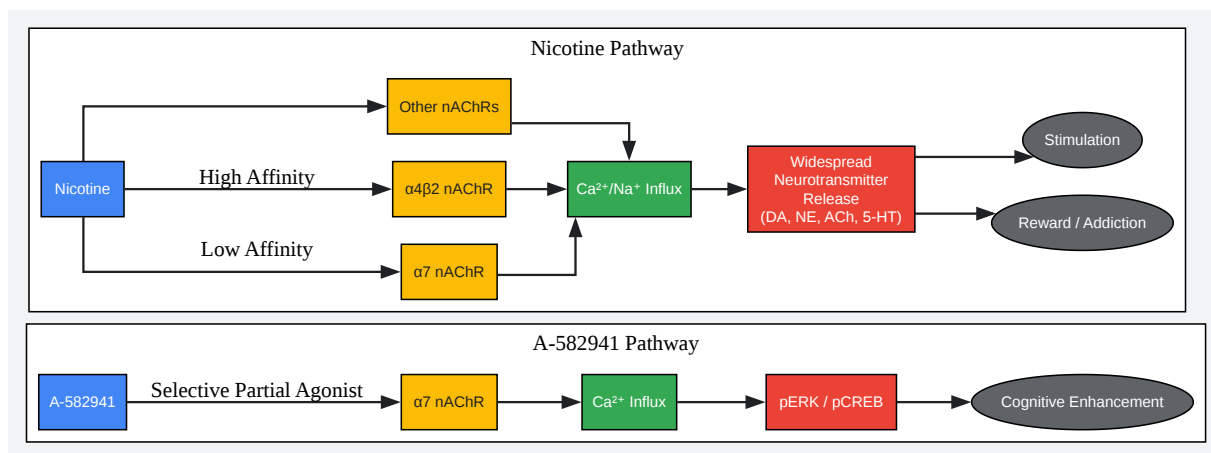 Nicotine Pathway
Other nAChRs
Stimulation
Nicotine
High Affinity
α4β2 nAChR
Ca²⁺/Na⁺ Influx
Widespread
Neurotransmitter
Release
(DA, NE, ACh, 5-HT)
Reward / Addiction
Low Affinity
α7 nAChR
A-582941 Pathway
A-582941
Selective Partial Agonist
α7 nAChR
Ca²⁺ Influx
pERK / pCREB
Cognitive Enhancement